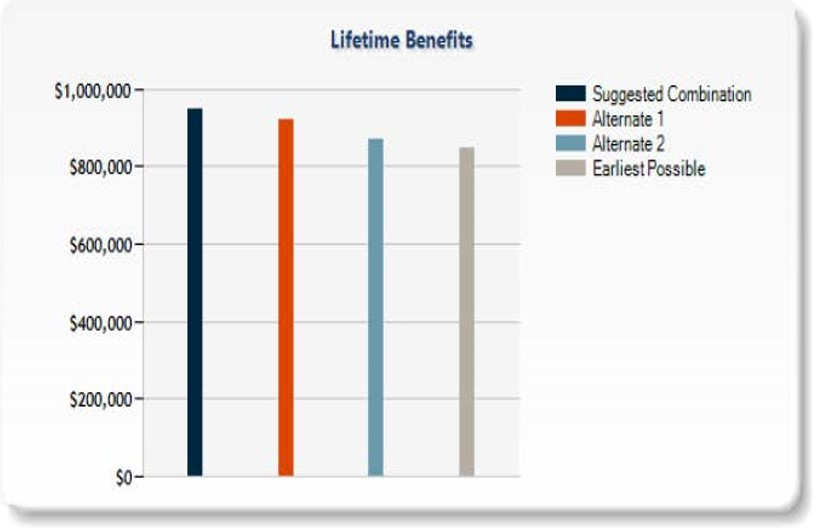 Lifetime Benefits
$1,000,000
$800,000
$600,000
$400,000
$200,000
$0
Suggested Combination
Alternate 1
Alternate 2
Earliest Possible